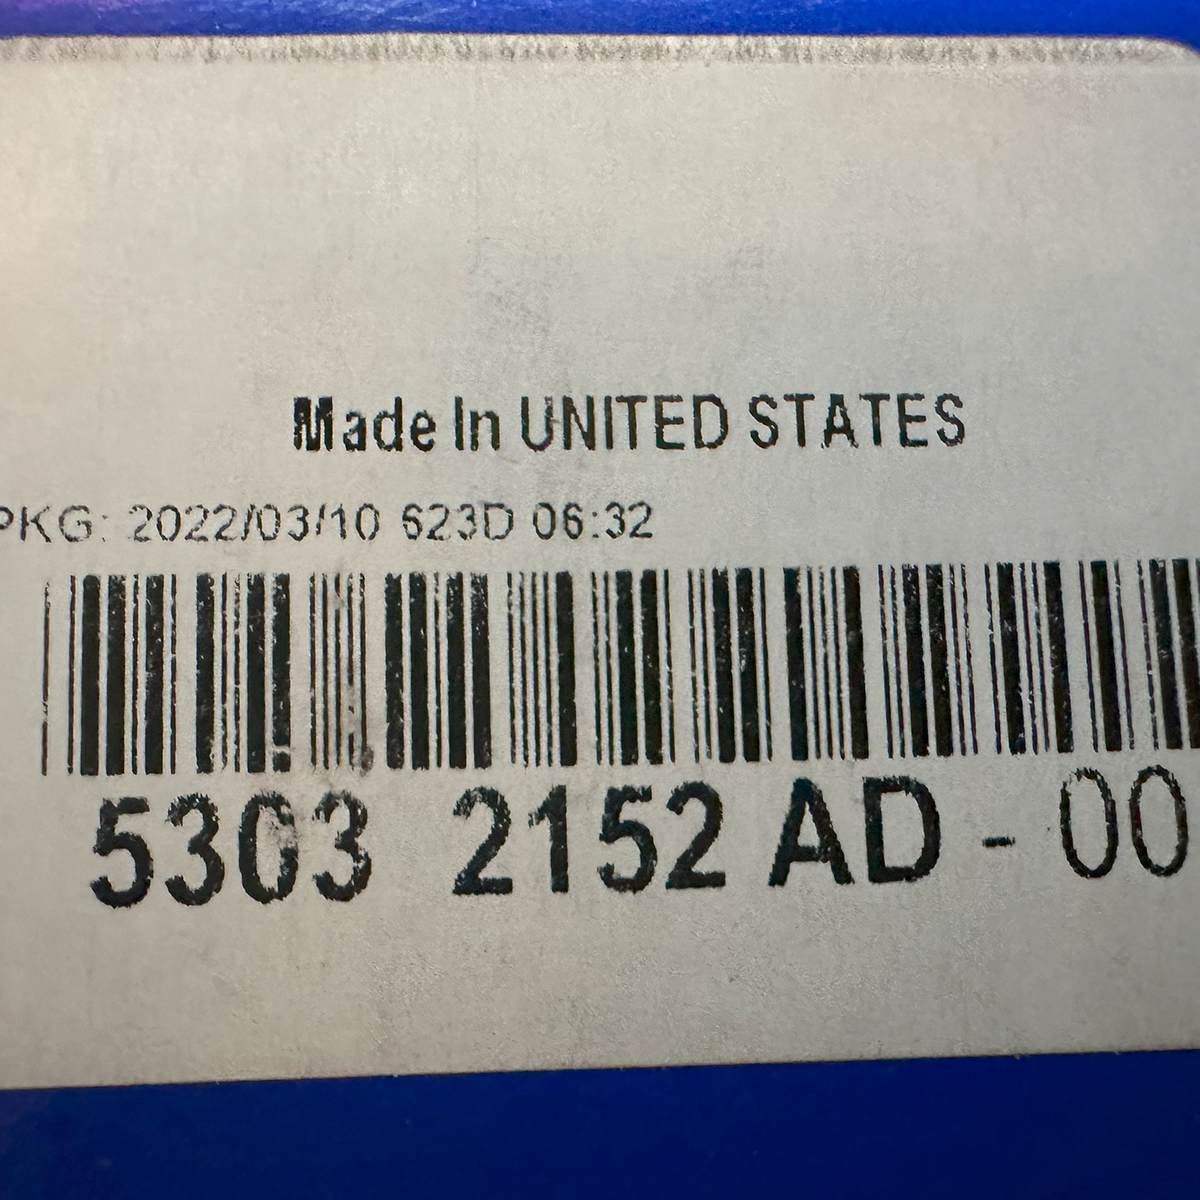 Made In UNITED STATES
PKG: 2022/03/10 623D 06:32
5303 2152 AD - 00